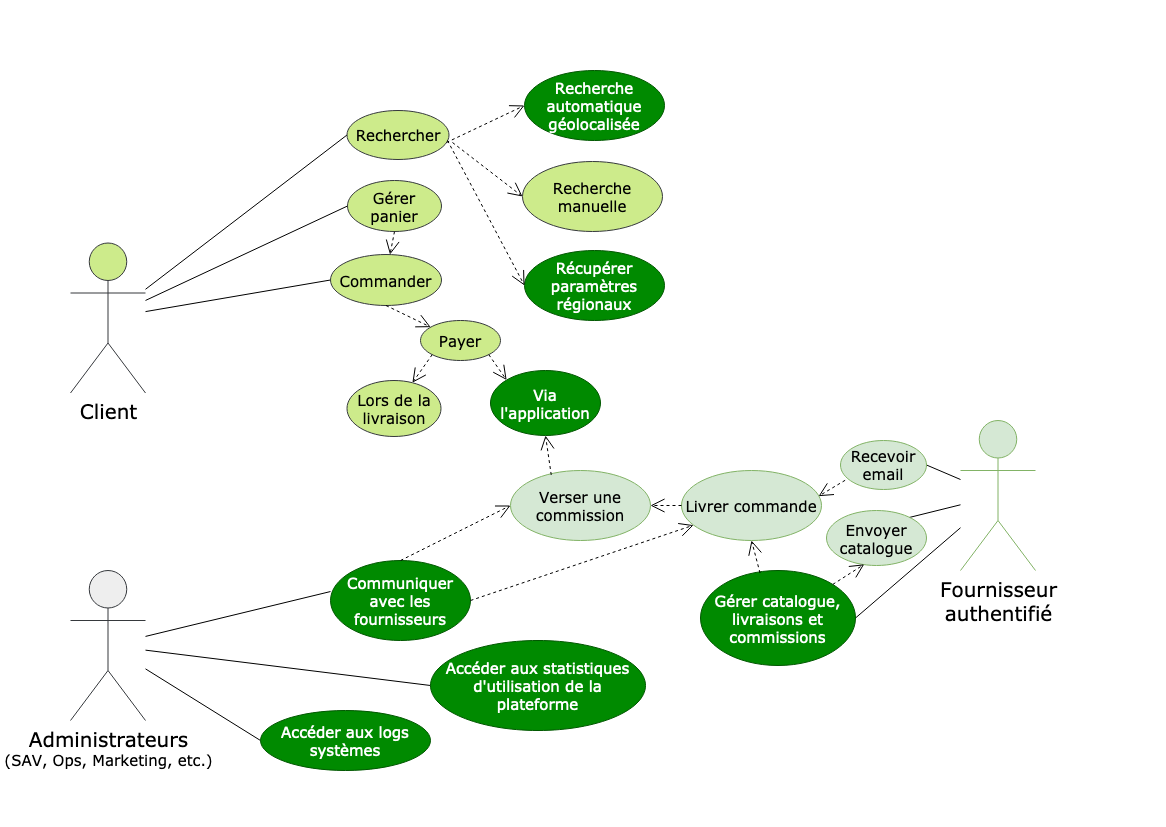 Recherche
automatique
géolocalisée
Rechercher
Recherche
manuelle
Gérer
panier
Commander
Récupérer
paramètres
régionaux
Payer
Lors de la
livraison
Via
l'application
Client
Recevoir
email
Verser une
commission
Livrer commande
Envoyer
catalogue
Fournisseur
authentifié
Communiquer
avec les
fournisseurs
Gérer catalogue,
livraisons et
commissions
Accéder aux statistiques
d'utilisation de la
plateforme
Accéder aux logs
systèmes
Administrateurs
(SAV, Ops, Marketing, etc.)